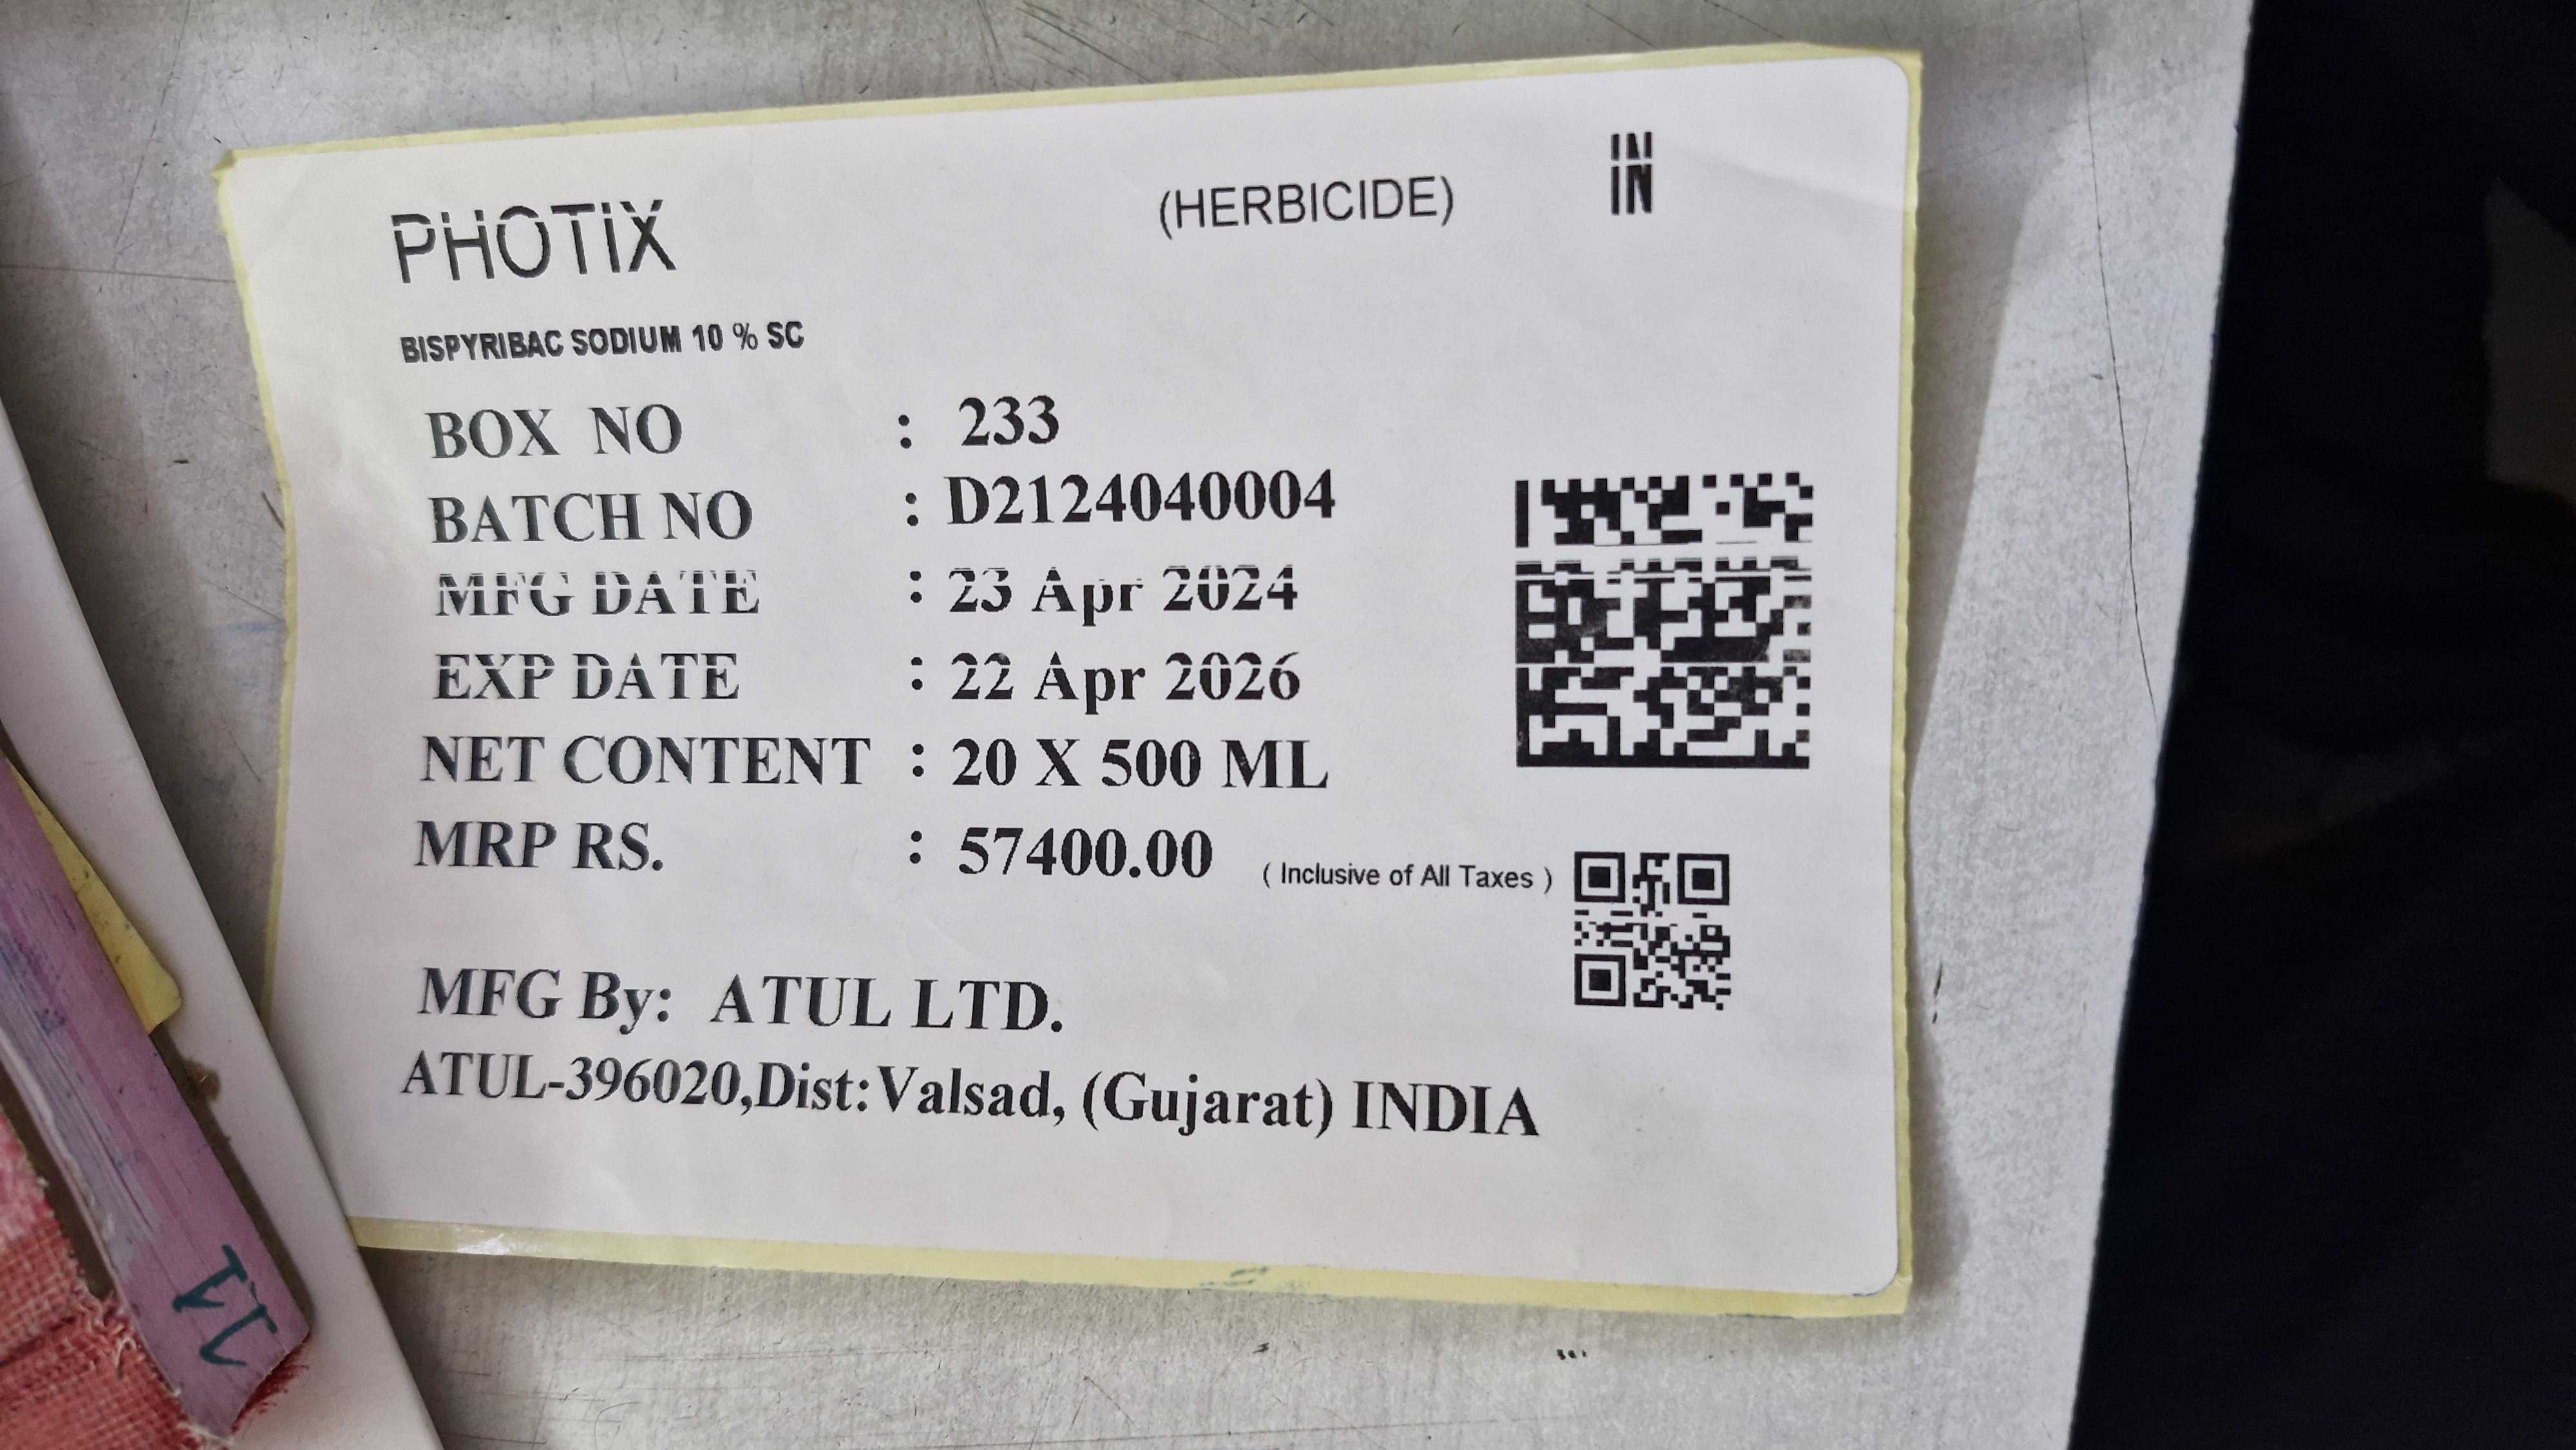 PHOTIX (HERBICIDE) IN
IN
BISPYRIBAC SODIUM 10 % SC
BOX NO : 233
BATCH NO : D2124040004
MFG DATE : 23 Apr 2024
EXP DATE : 22 Apr 2026
NET CONTENT : 20 X 500 ML
MRP RS. : 57400.00 ( Inclusive of All Taxes )
MFG By: ATUL LTD.
ATUL-396020,Dist:Valsad, (Gujarat) INDIA